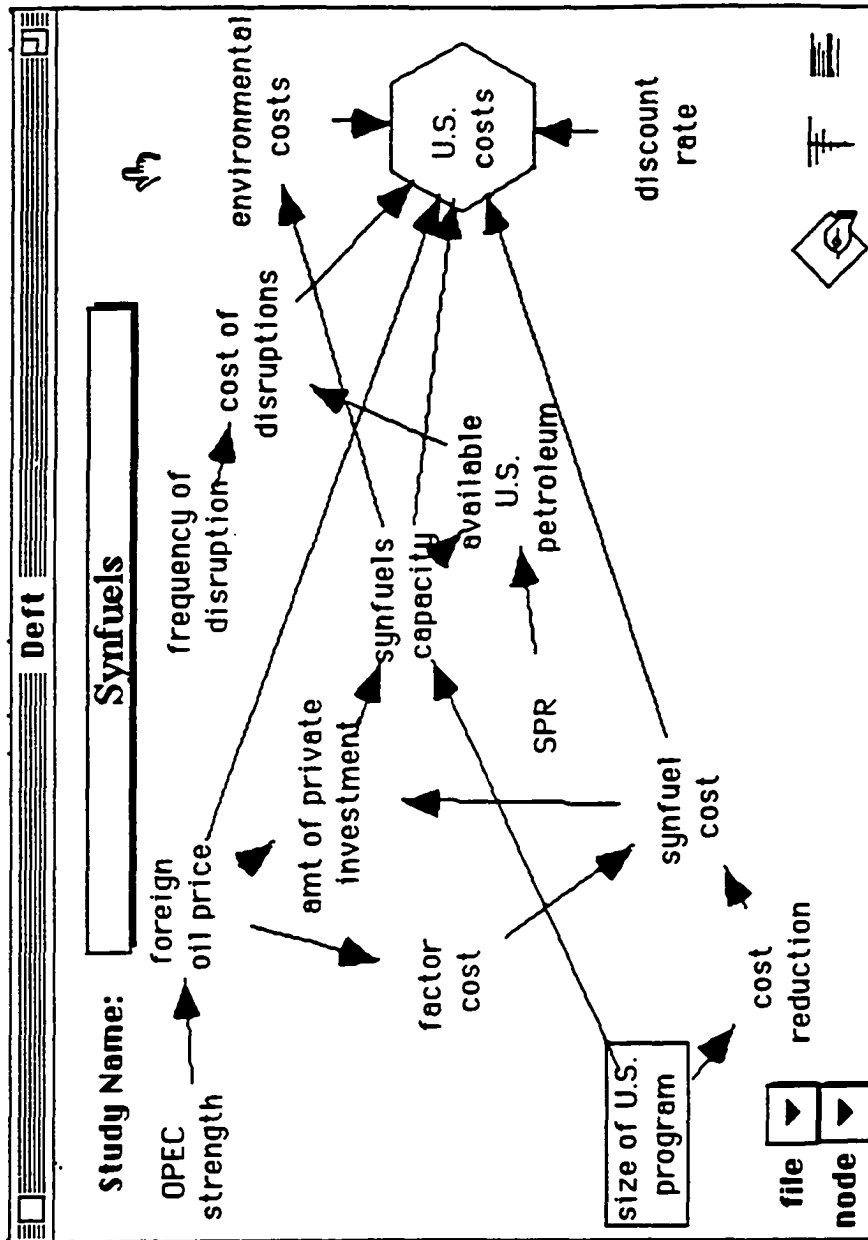 Deft
Study Name:
Synfuels
OPEC
strength
foreign
oil price
frequency of
disruption
cost of
disruptions
environmental
costs
amt of private
investment
synfuels
capacity
factor
cost
available
U.S.
petroleum
U.S.
costs
SPR
size of U.S.
program
synfuel
cost
discount
rate
cost
reduction
file
node